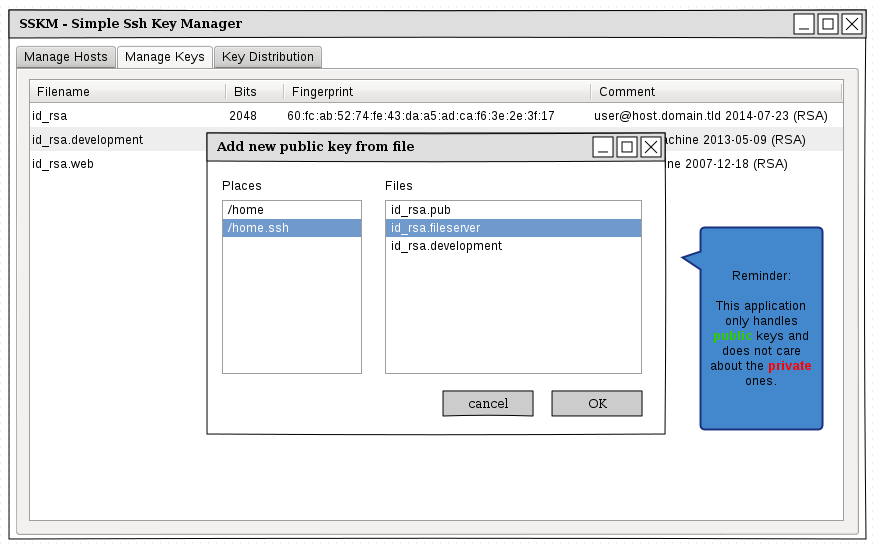 SSKM - Simple Ssh Key Manager
Manage Hosts Manage Keys Key Distribution
Filename Bits Fingerprint Comment
id_rsa 2048 60:fc:ab:52:74:fe:43:da:a5:ad:ca:f6:3e:2e:3f:17 user@host.domain.tld 2014-07-23 (RSA)
id_rsa.development 2013-05-09 (RSA)
id_rsa.web 2007-12-18 (RSA)
Add new public key from file
Places Files
/home id_rsa.pub
/home.ssh id_rsa.fileserver
id_rsa.development
cancel OK
Reminder:
This application
only handles
public keys and
does not care
about the private
ones.